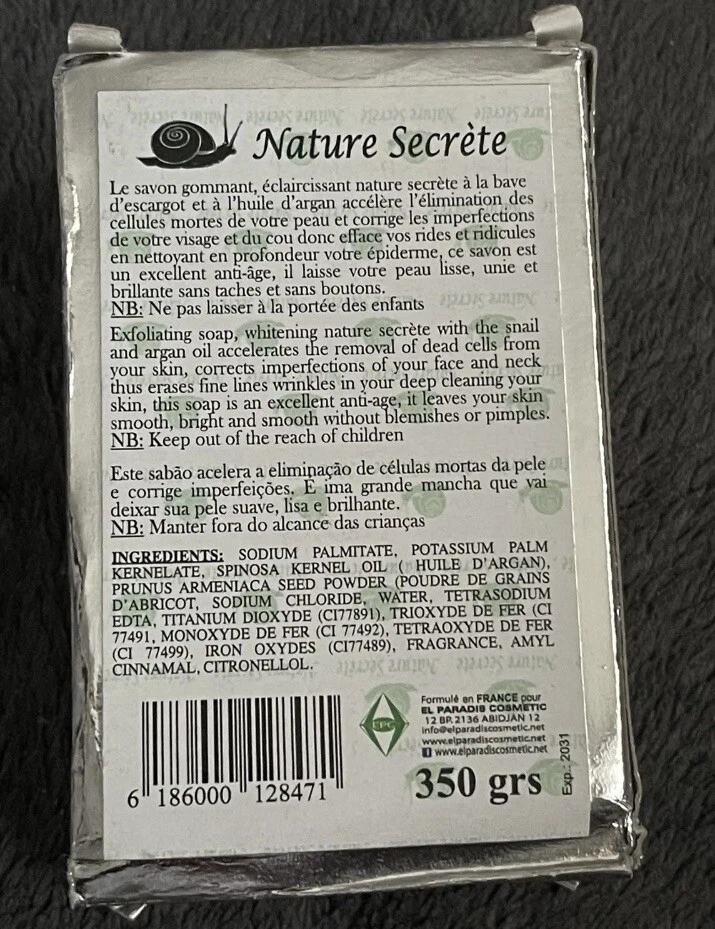 Nature Secrète
Le savon gommant, éclaircissant nature secrète à la bave
d'escargot et à l'huile d'argan accélère l'élimination des
cellules mortes de votre peau et corrige les imperfections
de votre visage et du cou donc efface vos rides et ridicules
en nettoyant en profondeur votre épiderme, ce savon est
un excellent anti-âge, il laisse votre peau lisse, unie et
brillante sans taches et sans boutons.
NB: Ne pas laisser à la portée des enfants
Exfoliating soap, whitening nature secrète with the snail
and argan oil accelerates the removal of dead cells from
your skin, corrects imperfections of your face and neck
thus erases fine lines wrinkles in your deep cleaning your
skin, this soap is an excellent anti-age, it leaves your skin
smooth, bright and smooth without blemishes or pimples.
NB: Keep out of the reach of children
Este sabão acelera a eliminação de células mortas da pele
e corrige imperfeições. E ima grande mancha que vai
deixar sua pele suave, lisa e brilhante.
NB: Manter fora do alcance das crianças
INGREDIENTS: SODIUM PALMITATE, POTASSIUM PALM
KERNELATE, SPINOSA KERNEL OIL ( HUILE D'ARGAN),
PRUNUS ARMENIACA SEED POWDER (POUDRE DE GRAINS
D'ABRICOT, SODIUM CHLORIDE, WATER, TETRASODIUM
EDTA, TITANIUM DIOXYDE (CI77891), TRIOXYDE DE FER (CI
77491, MONOXYDE DE FER (CI 77492), TETRAOXYDE DE FER
(CI 77499), IRON OXYDES (CI77489), FRAGRANCE, AMYL
CINNAMAL, CITRONELLOL.
6 186000 128471
EPC
Formulé en FRANCE pour
EL PARADIS COSMETIC
12 BP. 2136 ABIDJAN 12
info@elparadiscosmetic.net
www.elparadiscosmetic.net
www.elparadiscosmetic.net
350 grs
Exp.: 2031